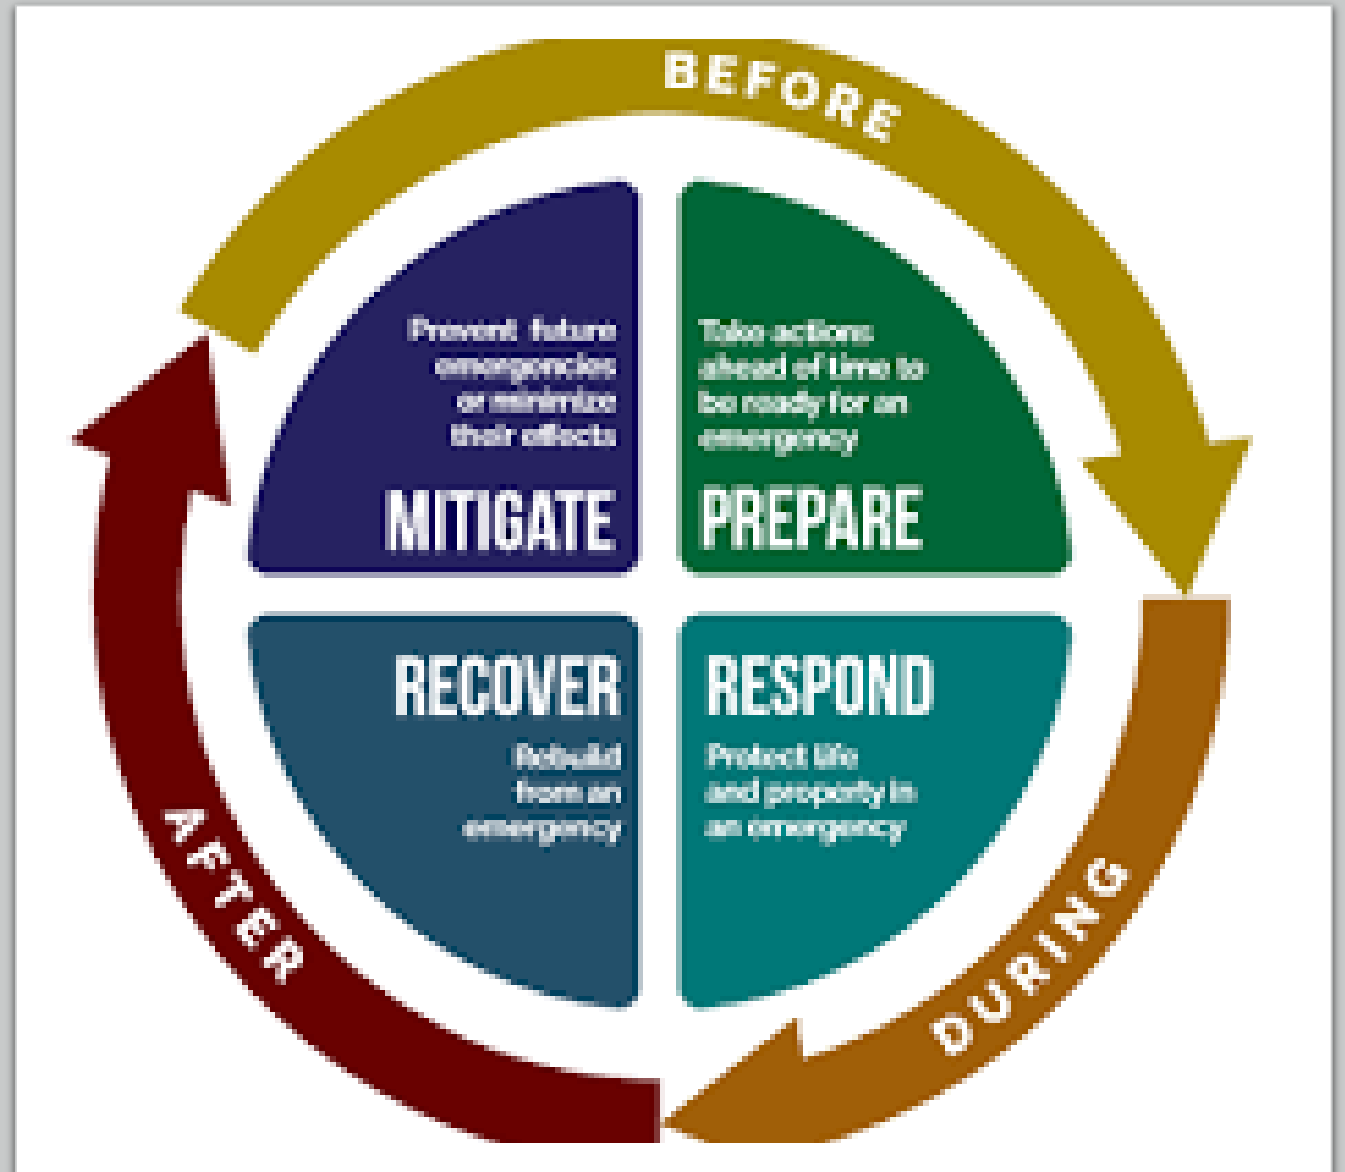 BEFORE
Prevent future
emergencies
or minimize
their effects
MITIGATE
Take actions
ahead of time to
be ready for an
emergency
PREPARE
RECOVER
Rebuild
from an
emergency
RESPOND
Protect life
and property in
an emergency
AFTER
DURING